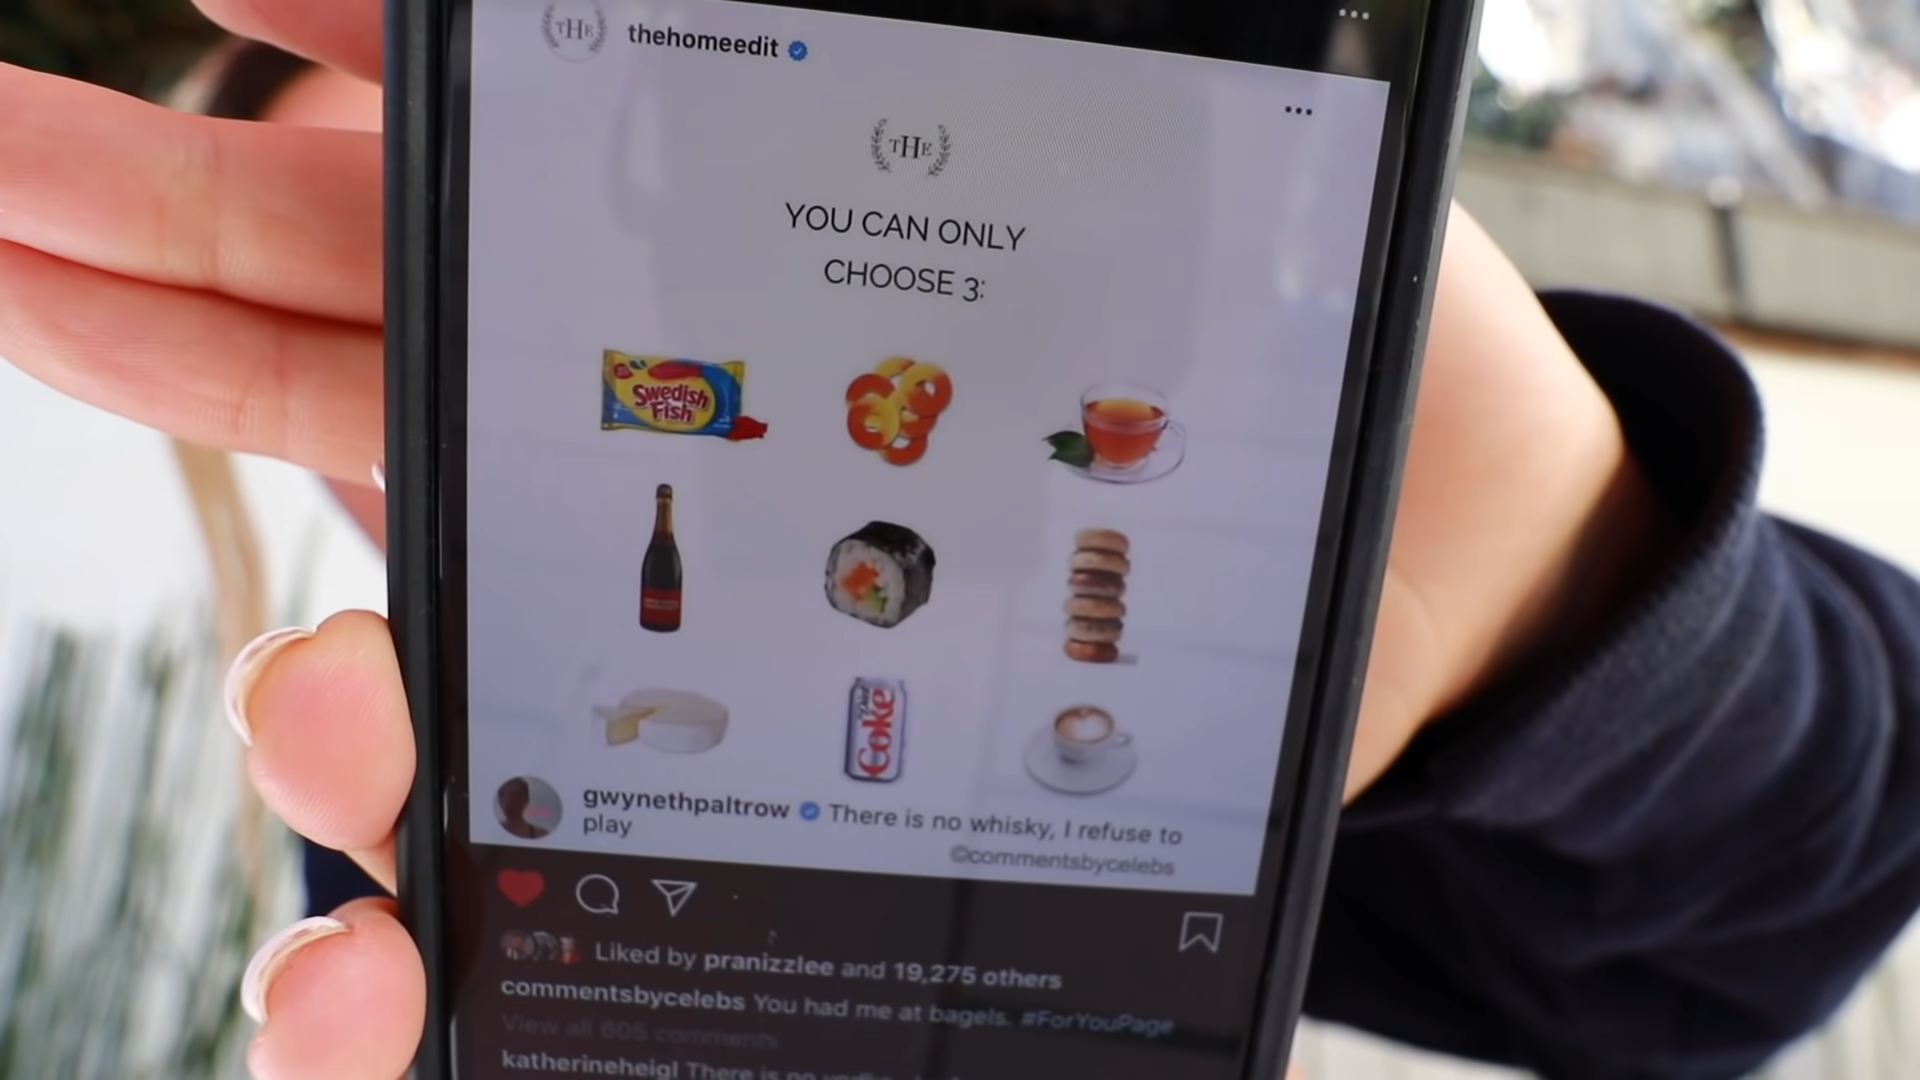 THE
thehomeedit
THE
YOU CAN ONLY
CHOOSE 3:
Swedish
Fish
Diet
Coke
gwynethpaltrow There is no whisky, I refuse to
play
©commentsbycelebs
Liked by pranizzlee and 19,275 others
commentsbycelebs You had me at bagels. #ForYouPage
View all 605 comments
katherineheigl There is no